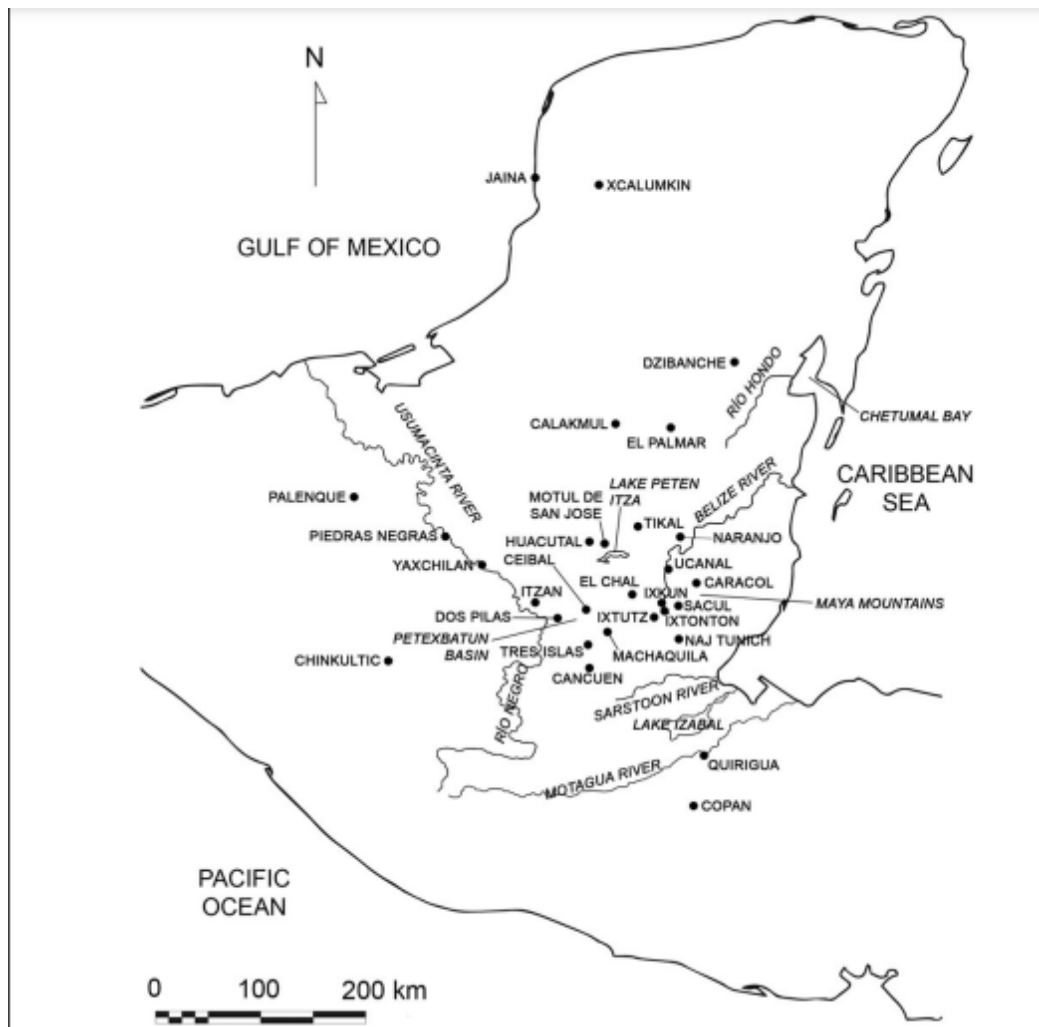 N
JAINA
XCALUMKIN
GULF OF MEXICO
DZIBANCHE
RÍO HONDO
CHETUMAL BAY
CALAKMUL
EL PALMAR
USUMACINTA RIVER
CARIBBEAN
SEA
LAKE PETEN
ITZA
BELIZE RIVER
PALENQUE
MOTUL DE
SAN JOSE
TIKAL
PIEDRAS NEGRAS
HUACUTAL
NARANJO
CEIBAL
YAXCHILAN
UCANAL
EL CHAL
CARACOL
ITZAN
IXKUN
SACUL
MAYA MOUNTAINS
DOS PILAS
IXTUTZ
IXTONTON
PETEXBATUN
BASIN
NAJ TUNICH
TRES ISLAS
MACHAQUILA
CHINKULTIC
CANCUEN
RÍO NEGRO
SARSTOON RIVER
LAKE IZABAL
MOTAGUA RIVER
QUIRIGUA
COPAN
PACIFIC
OCEAN
0 100 200 km